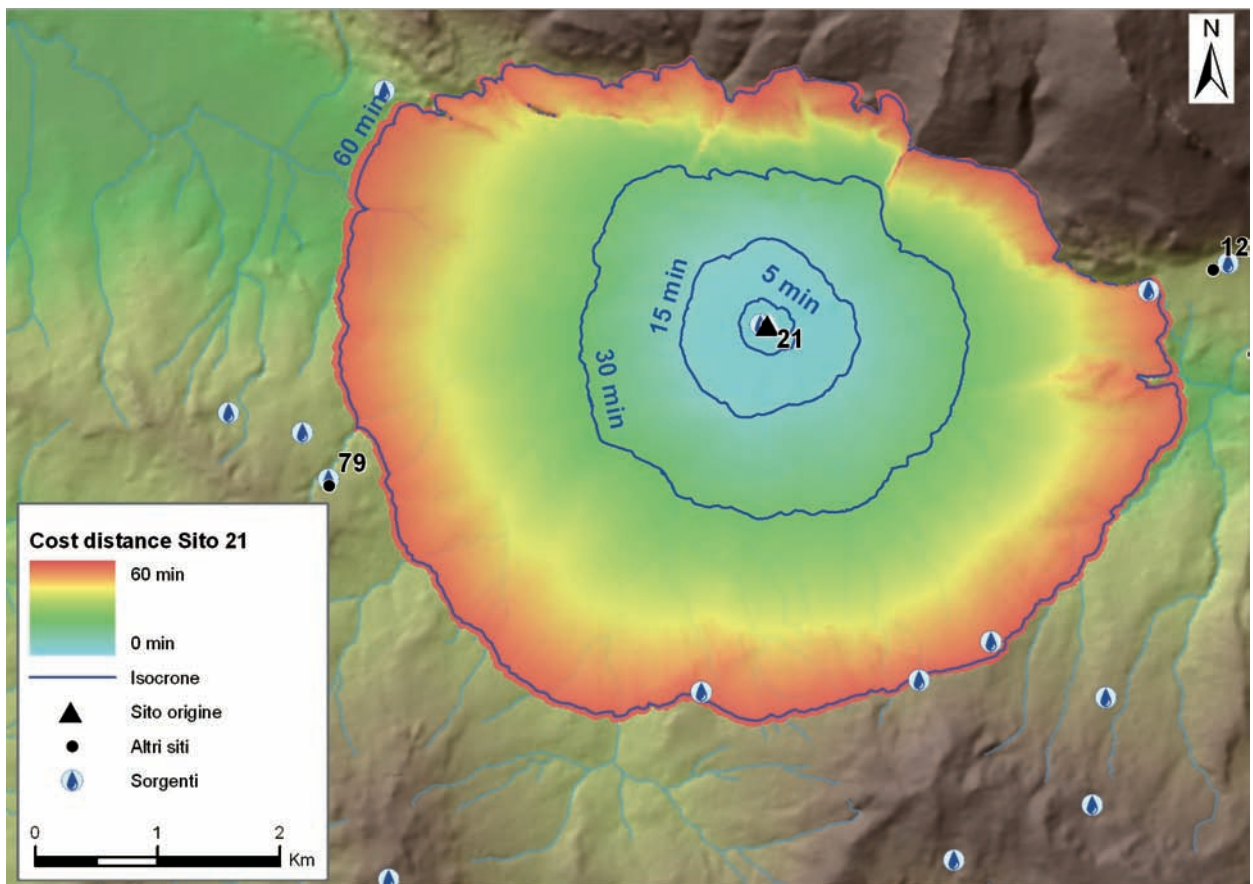 N
60 min
12
5 min
15 min
21
30 min
79
Cost distance Sito 21
60 min
0 min
Isocrone
Sito origine
Altri siti
Sorgenti
0 1 2
Km